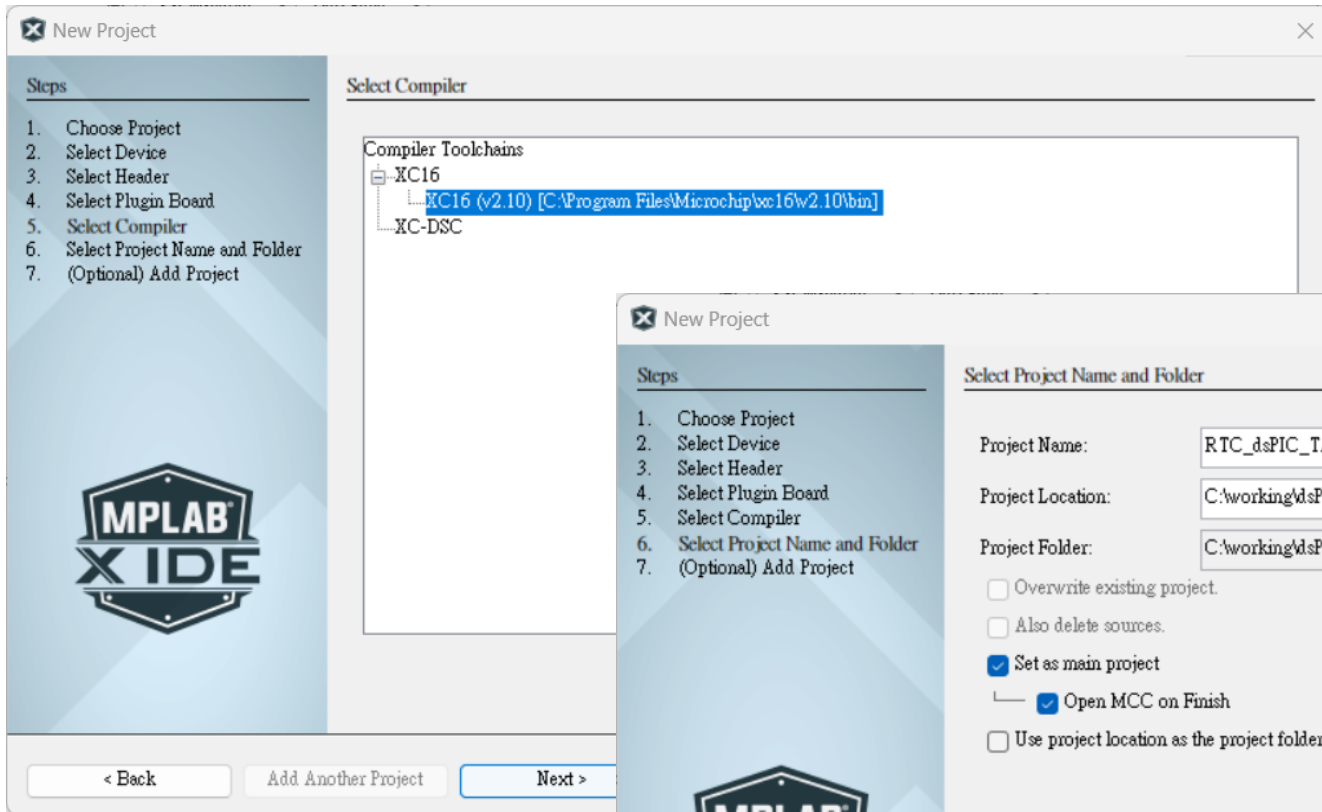 New Project
Steps
1. Choose Project
2. Select Device
3. Select Header
4. Select Plugin Board
5. Select Compiler
6. Select Project Name and Folder
7. (Optional) Add Project
MPLAB®
X IDE
Select Compiler
Compiler Toolchains
XC16
XC16 (v2.10) [C:\Program Files\Microchip\xc16\v2.10\bin]
XC-DSC
< Back
Add Another Project
Next >
New Project
Steps
1. Choose Project
2. Select Device
3. Select Header
4. Select Plugin Board
5. Select Compiler
6. Select Project Name and Folder
7. (Optional) Add Project
Select Project Name and Folder
Project Name: RTC_dsPIC_T
Project Location: C:\working\dsP
Project Folder: C:\working\dsP
Overwrite existing project.
Also delete sources.
Set as main project
Open MCC on Finish
Use project location as the project folder
MPLAB